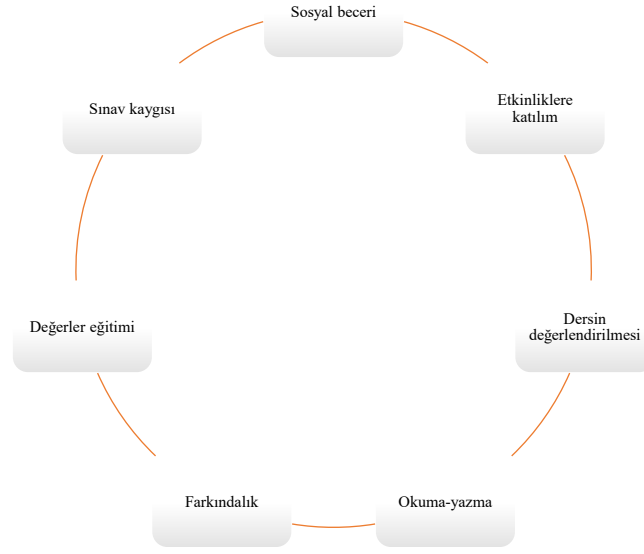 Sosyal beceri
Etkinliklere
katılım
Dersin
değerlendirilmesi
Okuma-yazma
Farkındalık
Değerler eğitimi
Sınav kaygısı